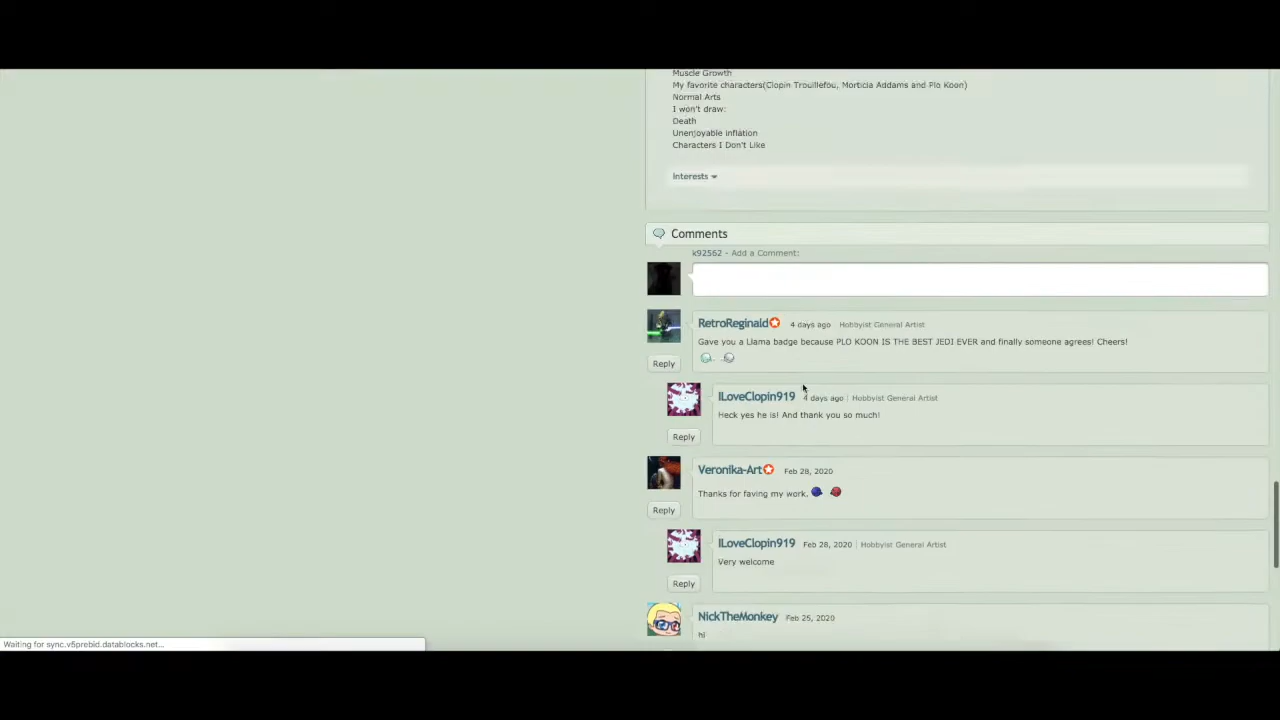 Muscle Growth
My favorite characters(Clopin Trouillefou, Morticia Addams and Plo Koon)
Normal Arts
I won't draw:
Death
Unenjoyable inflation
Characters I Don't Like
Interests
Comments
k92562 - Add a Comment:
RetroReginald 4 days ago Hobbyist General Artist
Gave you a Llama badge because PLO KOON IS THE BEST JEDI EVER and finally someone agrees! Cheers!
Reply
ILoveClopin919 4 days ago | Hobbyist General Artist
Heck yes he is! And thank you so much!
Reply
Veronika-Art Feb 28, 2020
Thanks for faving my work.
Reply
ILoveClopin919 Feb 28, 2020 | Hobbyist General Artist
Very welcome
Reply
NickTheMonkey Feb 25, 2020
hi
Waiting for sync.v5prebid.datablocks.net...